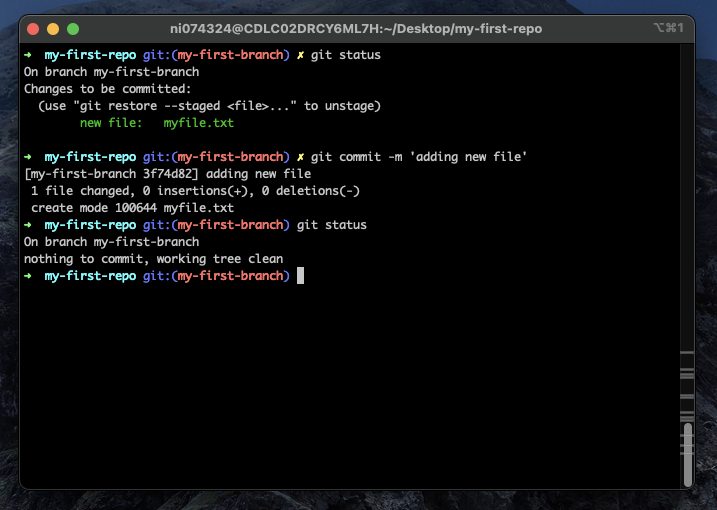 ni074324@CDLC02DRCY6ML7H:~/Desktop/my-first-repo ⌥⌘1
➜  my-first-repo git:(my-first-branch) ✗ git status
On branch my-first-branch
Changes to be committed:
  (use "git restore --staged <file>..." to unstage)
        new file:   myfile.txt
➜  my-first-repo git:(my-first-branch) ✗ git commit -m 'adding new file'
[my-first-branch 3f74d82] adding new file
 1 file changed, 0 insertions(+), 0 deletions(-)
 create mode 100644 myfile.txt
➜  my-first-repo git:(my-first-branch) git status
On branch my-first-branch
nothing to commit, working tree clean
➜  my-first-repo git:(my-first-branch)